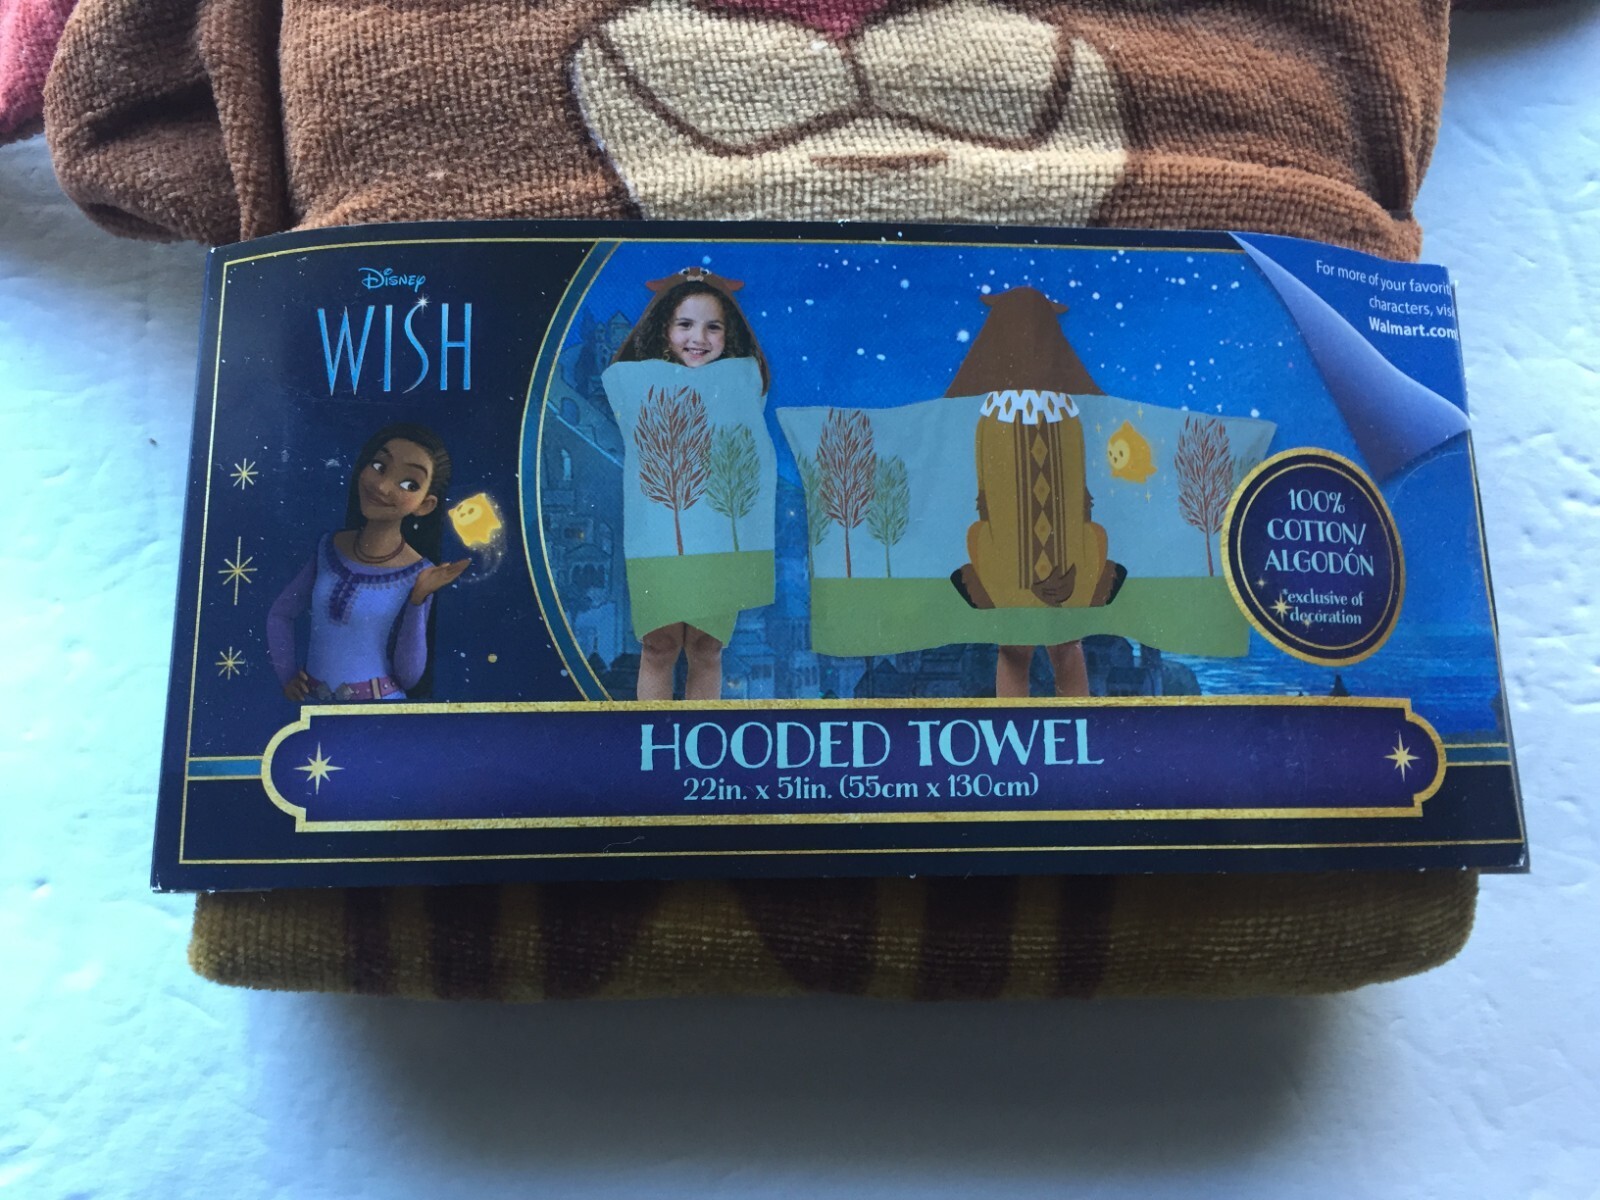 Disney
WISH
For more of your favorit
characters, vis
Walmart.com
100%
COTTON/
ALGODÓN
*exclusive of
decoration
HOODED TOWEL
22in. x 51in. (55cm x 130cm)